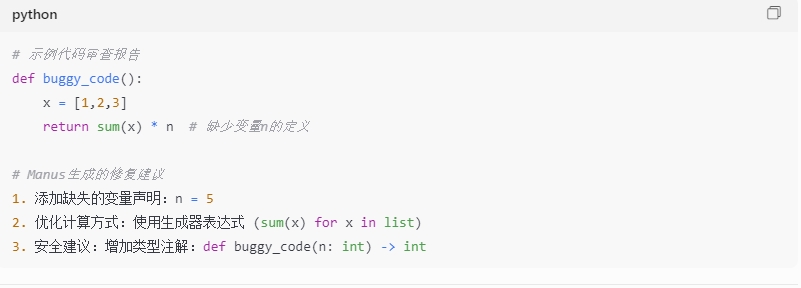 python
# 示例代码审查报告
def buggy_code():
    x = [1,2,3]
    return sum(x) * n  # 缺少变量n的定义
# Manus生成的修复建议
1. 添加缺失的变量声明：n = 5
2. 优化计算方式：使用生成器表达式 (sum(x) for x in list)
3. 安全建议：增加类型注解：def buggy_code(n: int) -> int